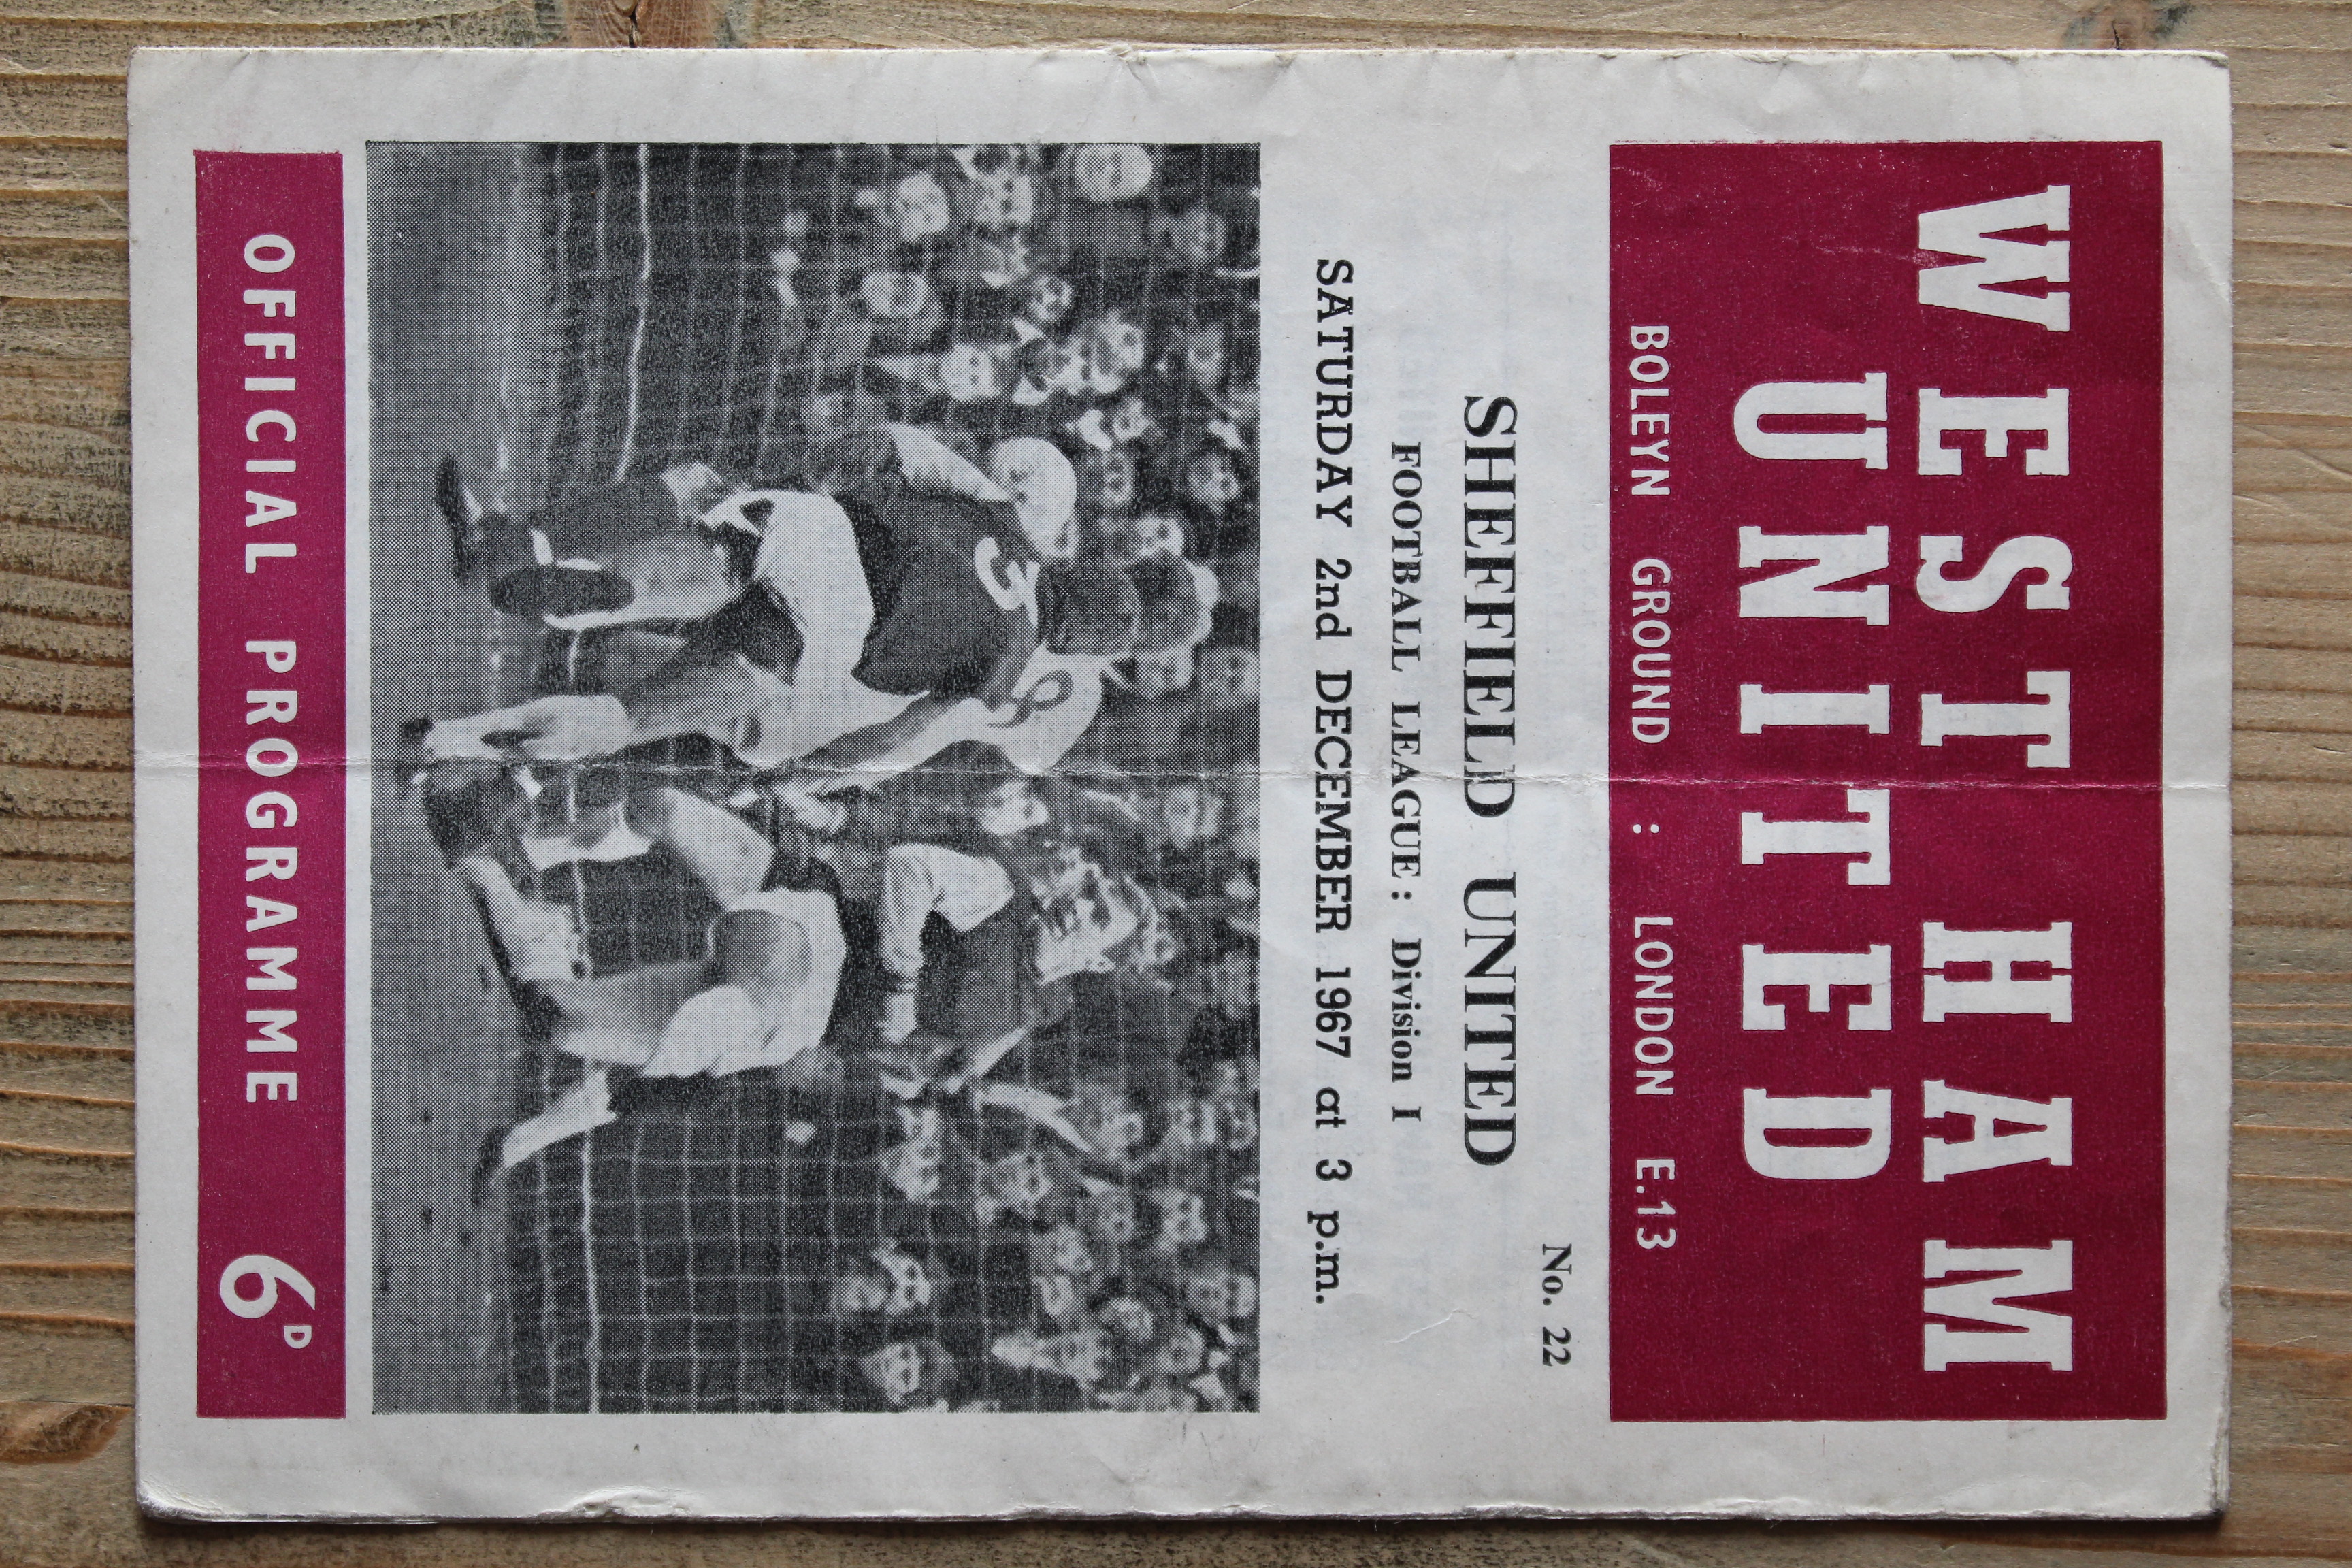 WEST HAM
UNITED
BOLEYN GROUND : LONDON E.13
No. 22
SHEFFIELD UNITED
FOOTBALL LEAGUE: Division I
SATURDAY 2nd DECEMBER 1967 at 3 p.m.
OFFICIAL PROGRAMME 6D